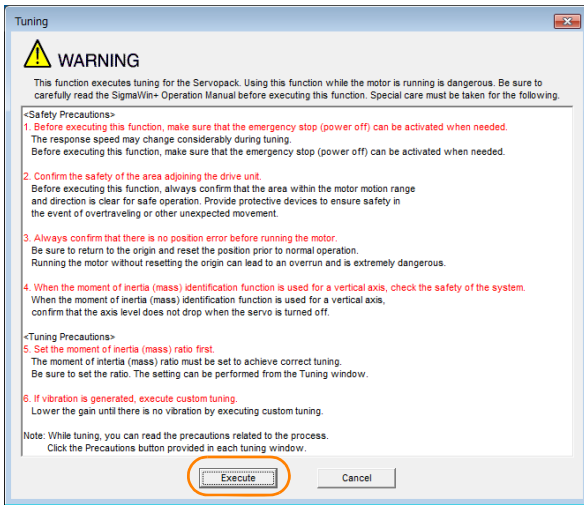 Tuning
WARNING
This function executes tuning for the Servopack. Using this function while the motor is running is dangerous. Be sure to
carefully read the SigmaWin+ Operation Manual before executing this function. Special care must be taken for the following.
<Safety Precautions>
1. Before executing this function, make sure that the emergency stop (power off) can be activated when needed.
The response speed may change considerably during tuning.
Before executing this function, make sure that the emergency stop (power off) can be activated when needed.
2. Confirm the safety of the area adjoining the drive unit.
Before executing this function, always confirm that the area within the motor motion range
and direction is clear for safe operation. Provide protective devices to ensure safety in
the event of overtraveling or other unexpected movement.
3. Always confirm that there is no position error before running the motor.
Be sure to return to the origin and reset the position prior to normal operation.
Running the motor without resetting the origin can lead to an overrun and is extremely dangerous.
4. When the moment of inertia (mass) identification function is used for a vertical axis, check the safety of the system.
When the moment of inertia (mass) identification function is used for a vertical axis,
confirm that the axis level does not drop when the servo is turned off.
<Tuning Precautions>
5. Set the moment of inertia (mass) ratio first.
The moment of intertia (mass) ratio must be set to achieve correct tuning.
Be sure to set the ratio. The setting can be performed from the Tuning window.
6. If vibration is generated, execute custom tuning.
Lower the gain until there is no vibration by executing custom tuning.
Note: While tuning, you can read the precautions related to the process.
Click the Precautions button provided in each tuning window.
Execute Cancel